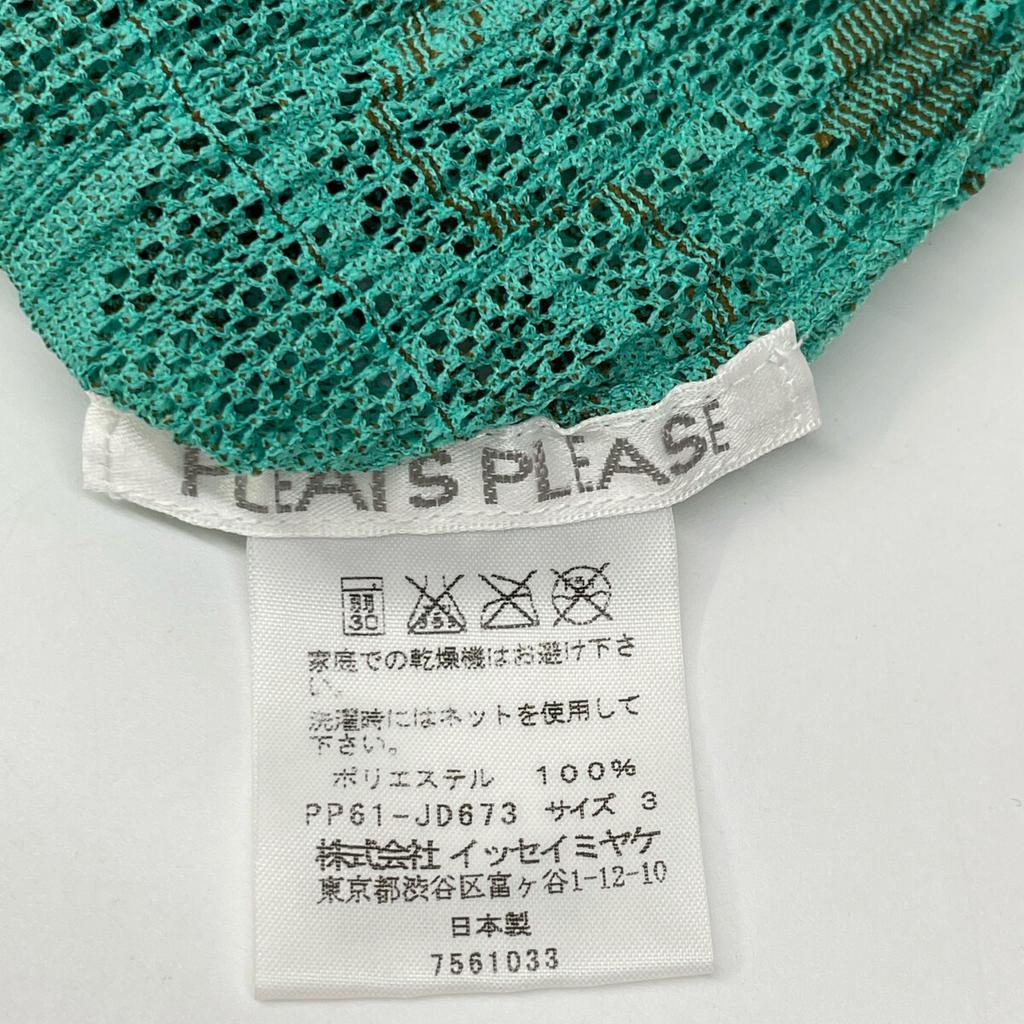 PLEATS PLEASE
弱
30
家庭での乾燥機はお避け下さ
い。
洗濯時にはネットを使用して
下さい。
ポリエステル 100%
PP61-JD673 サイズ 3
株式会社 イッセイミヤケ
東京都渋谷区富ヶ谷1-12-10
日本製
7561033